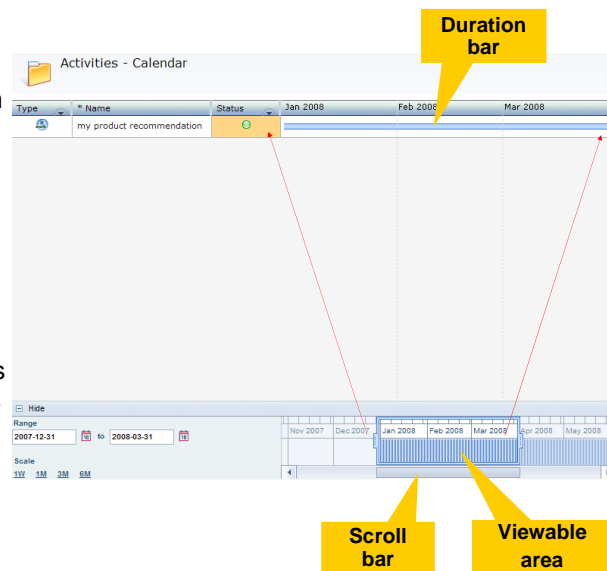 Duration
bar
Activities - Calendar
Type * Name Status Jan 2008 Feb 2008 Mar 2008
my product recommendation
Hide
Range
2007-12-31 to 2008-03-31
Scale
1W 1M 3M 6M
Nov 2007 Dec 2007 Jan 2008 Feb 2008 Mar 2008 Apr 2008 May 2008
Scroll
bar
Viewable
area